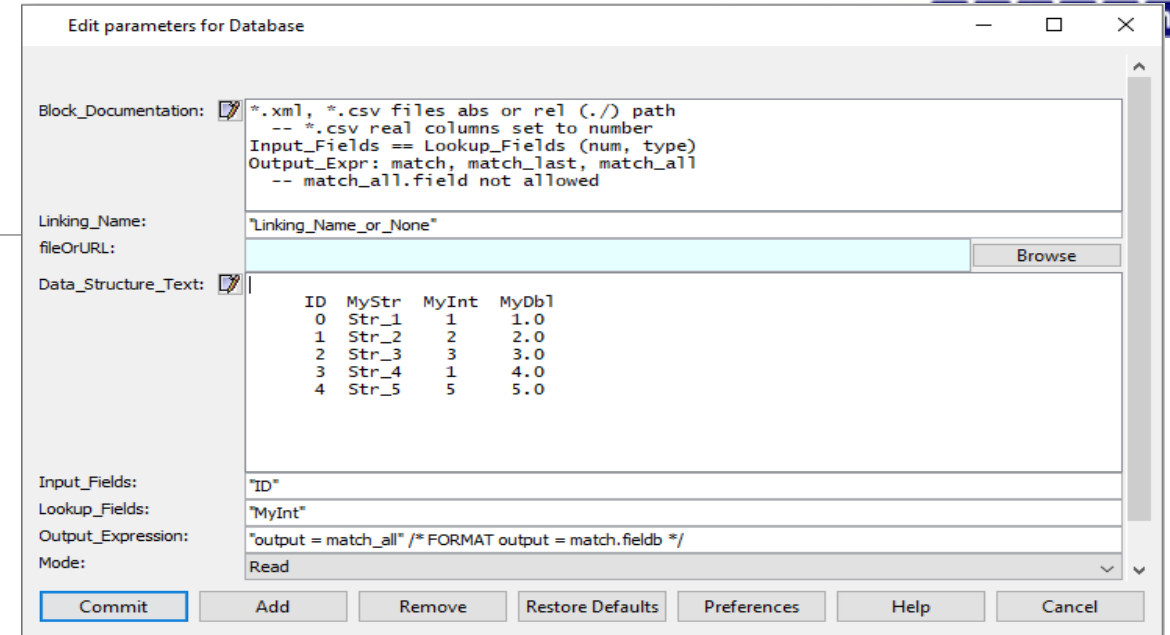 Edit parameters for Database
Block_Documentation:
*.xml, *.csv files abs or rel (./) path
-- *.csv real columns set to number
Input_Fields == Lookup_Fields (num, type)
Output_Expr: match, match_last, match_all
-- match_all.field not allowed
Linking_Name: "Linking_Name_or_None"
fileOrURL: Browse
Data_Structure_Text:
ID MyStr MyInt MyDbl
0 Str_1 1 1.0
1 Str_2 2 2.0
2 Str_3 3 3.0
3 Str_4 1 4.0
4 Str_5 5 5.0
Input_Fields: "ID"
Lookup_Fields: "MyInt"
Output_Expression: "output = match_all" /* FORMAT output = match.fieldb */
Mode: Read
Commit Add Remove Restore Defaults Preferences Help Cancel